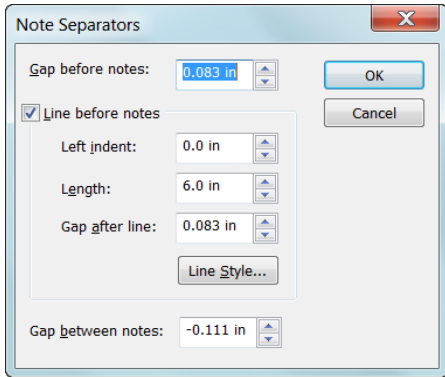 Note Separators
Gap before notes: 0.083 in
OK
Line before notes
Cancel
Left indent: 0.0 in
Length: 6.0 in
Gap after line: 0.083 in
Line Style...
Gap between notes: -0.111 in